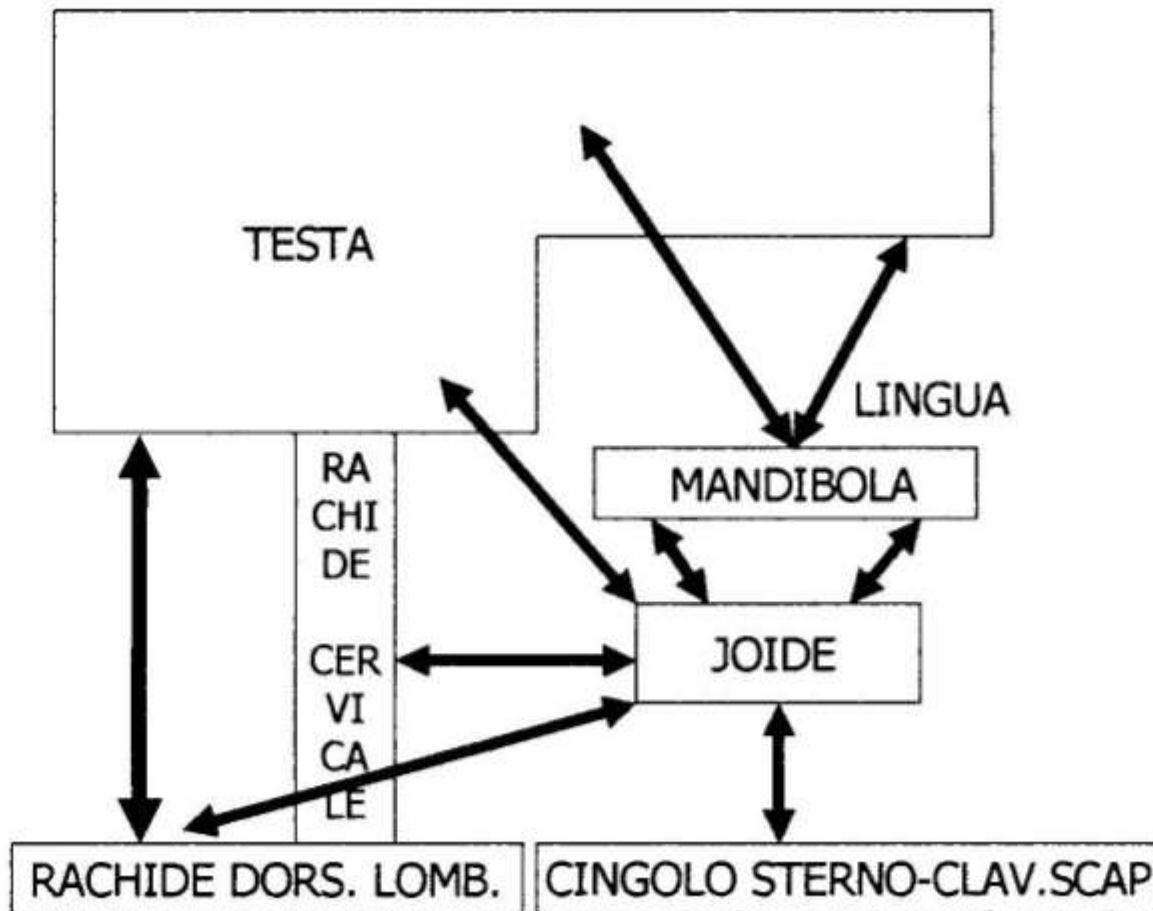 TESTA
LINGUA
MANDIBOLA
RA
CHI
DE
CER
VI
CA
LE
JOIDE
RACHIDE DORS. LOMB.
CINGOLO STERNO-CLAV.SCAP